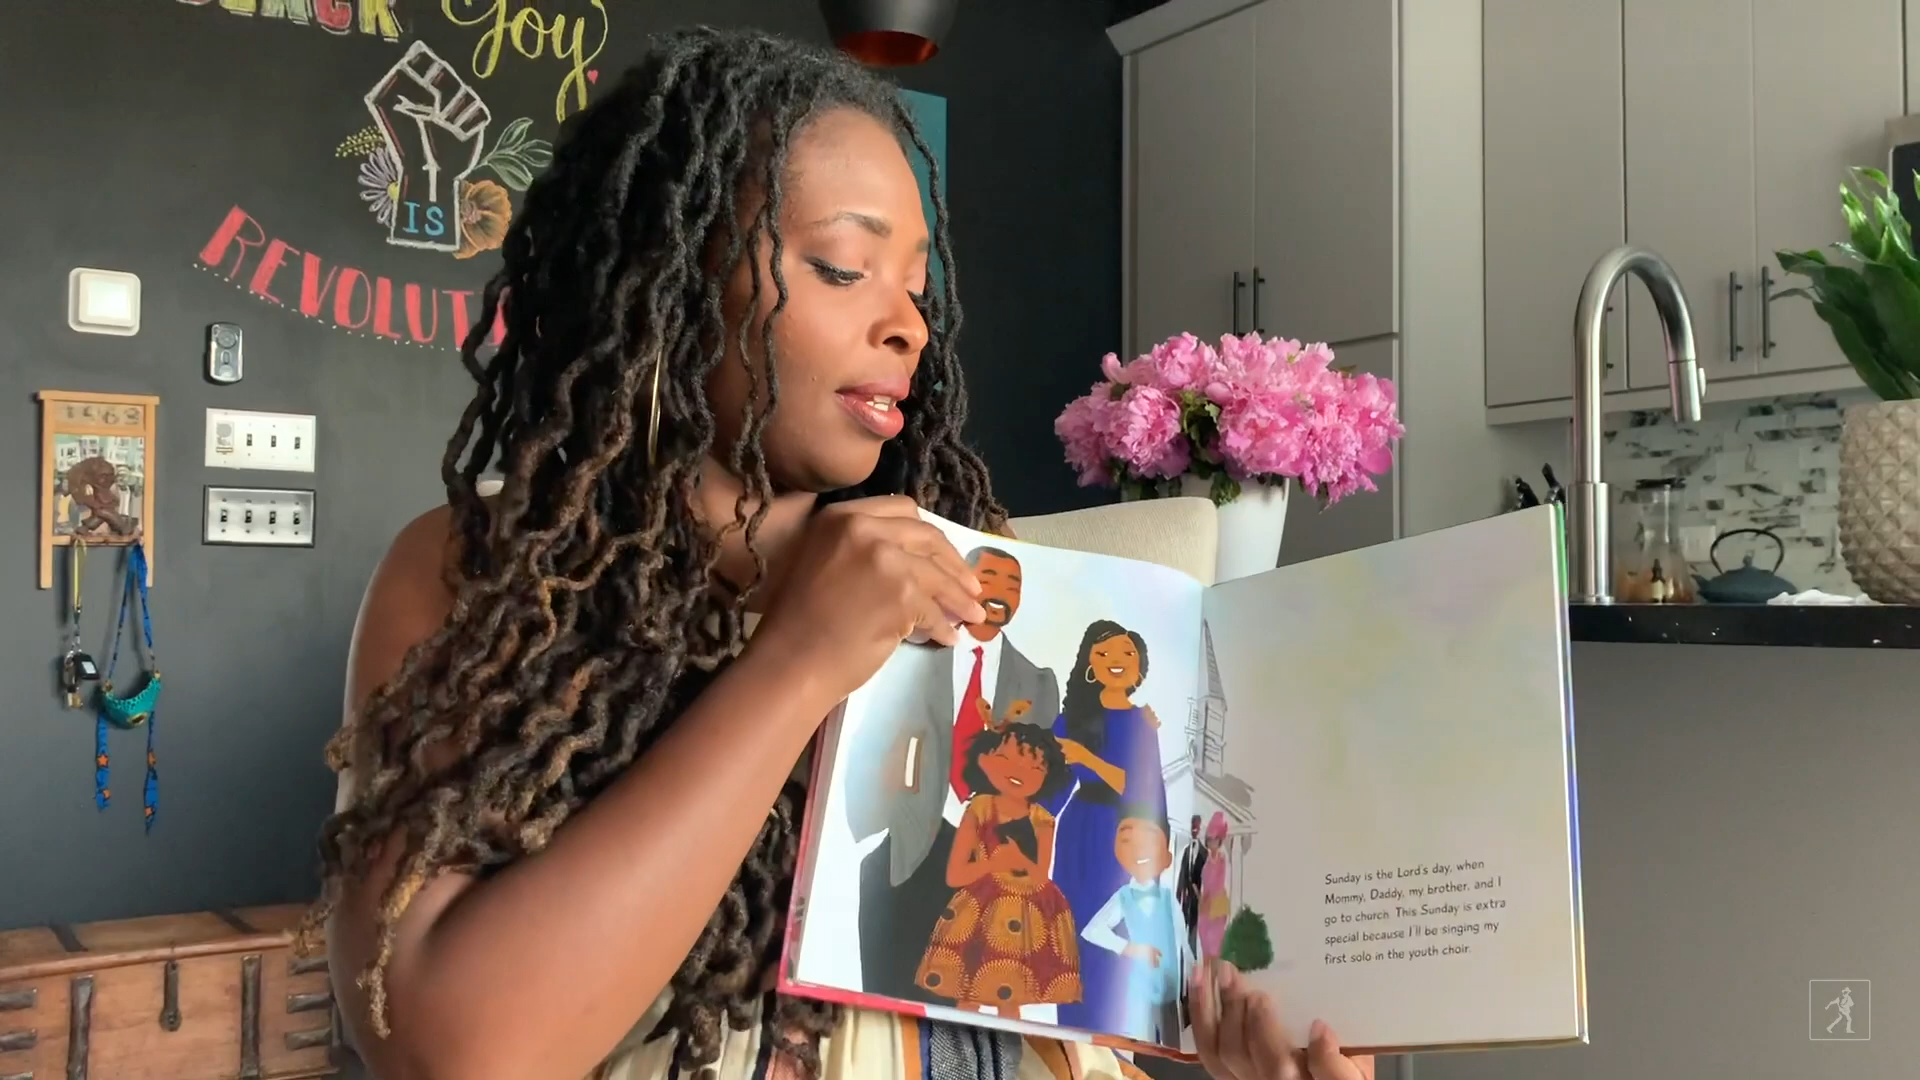 BLACK
Joy
IS
REVOLUT
Sunday is the Lord's day, when
Mommy, Daddy, my brother, and I
go to church. This Sunday is extra
special because I'll be singing my
first solo in the youth choir.